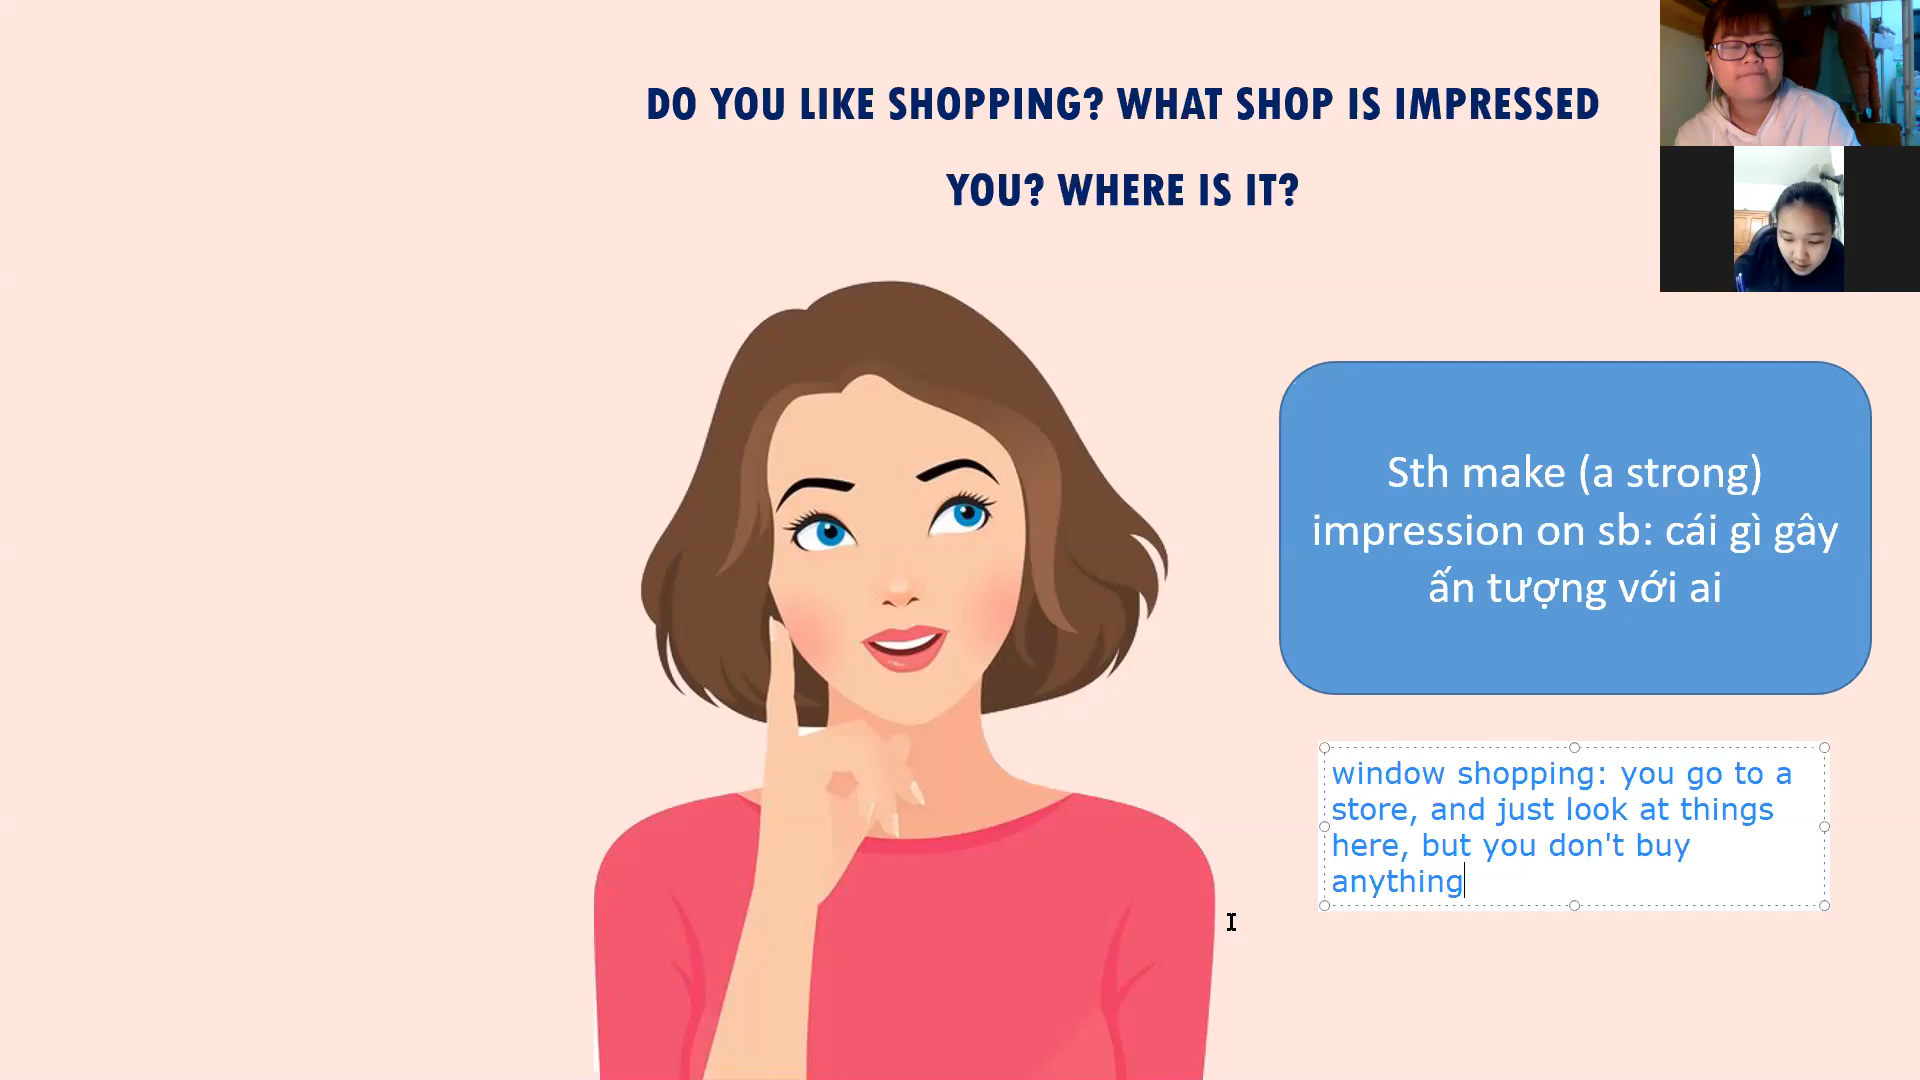 DO YOU LIKE SHOPPING? WHAT SHOP IS IMPRESSED
YOU? WHERE IS IT?
Sth make (a strong)
impression on sb: cái gì gây
ấn tượng với ai
window shopping: you go to a
store, and just look at things
here, but you don't buy
anything